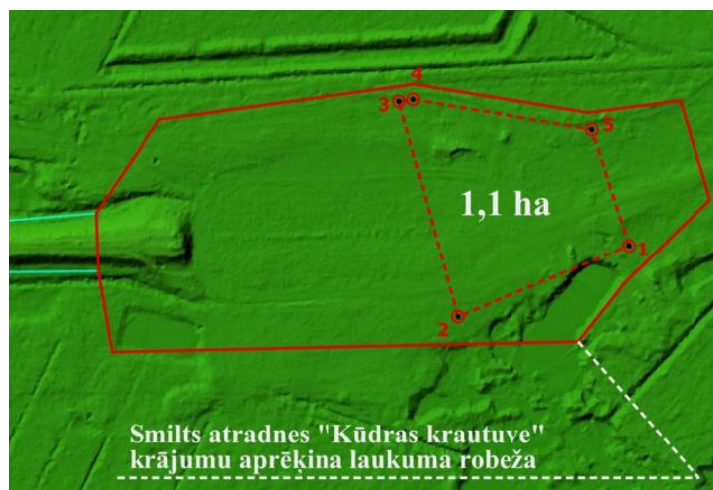 4
3
5
1,1 ha
1
2
Smilts atradnes "Kūdras krautuve"
krājumu aprēķina laukuma robeža